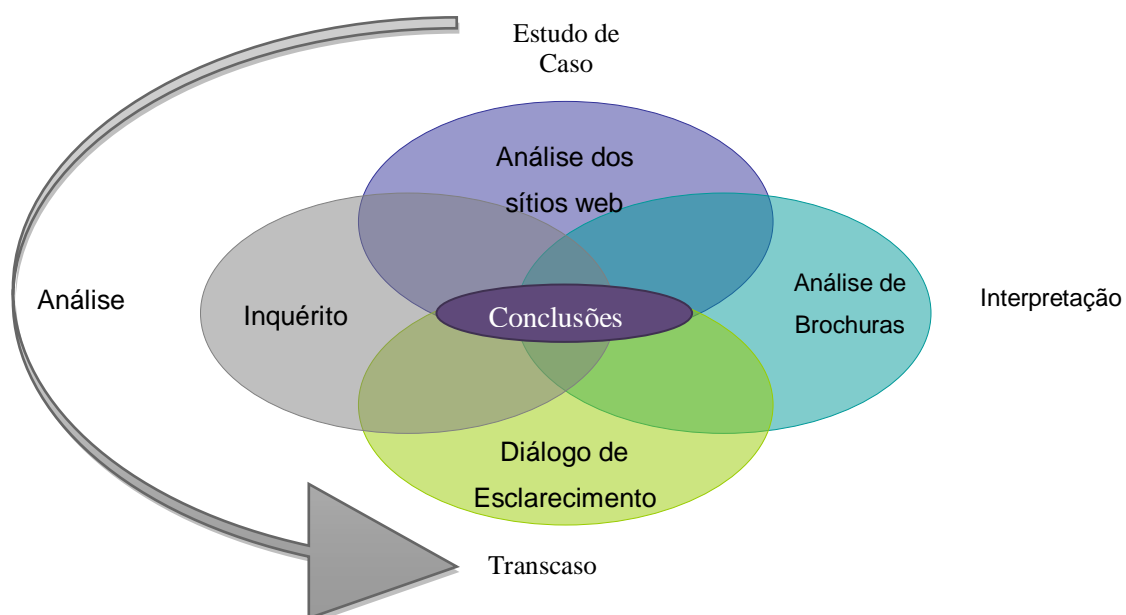 Estudo de
Caso
Análise dos
sítios web
Análise
Inquérito
Conclusões
Análise de
Brochuras
Interpretação
Diálogo de
Esclarecimento
Transcaso